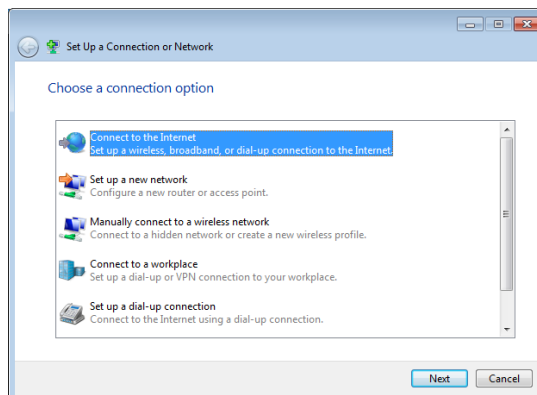 Set Up a Connection or Network
Choose a connection option
Connect to the Internet
Set up a wireless, broadband, or dial-up connection to the Internet.
Set up a new network
Configure a new router or access point.
Manually connect to a wireless network
Connect to a hidden network or create a new wireless profile.
Connect to a workplace
Set up a dial-up or VPN connection to your workplace.
Set up a dial-up connection
Connect to the Internet using a dial-up connection.
Next
Cancel